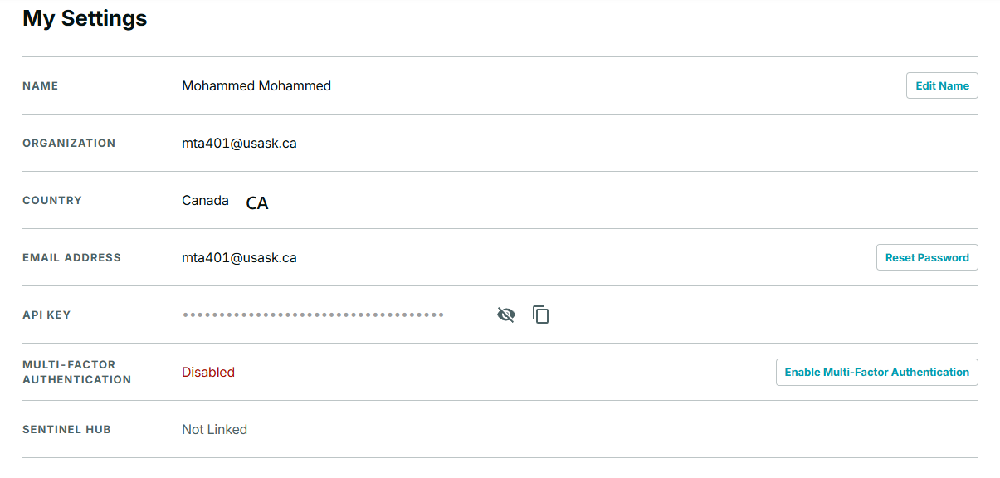 My Settings
NAME Mohammed Mohammed Edit Name
ORGANIZATION mta401@usask.ca
COUNTRY Canada CA
EMAIL ADDRESS mta401@usask.ca Reset Password
API KEY ••••••••••••••••••••••••••••••••••••
MULTI-FACTOR
AUTHENTICATION Disabled Enable Multi-Factor Authentication
SENTINEL HUB Not Linked